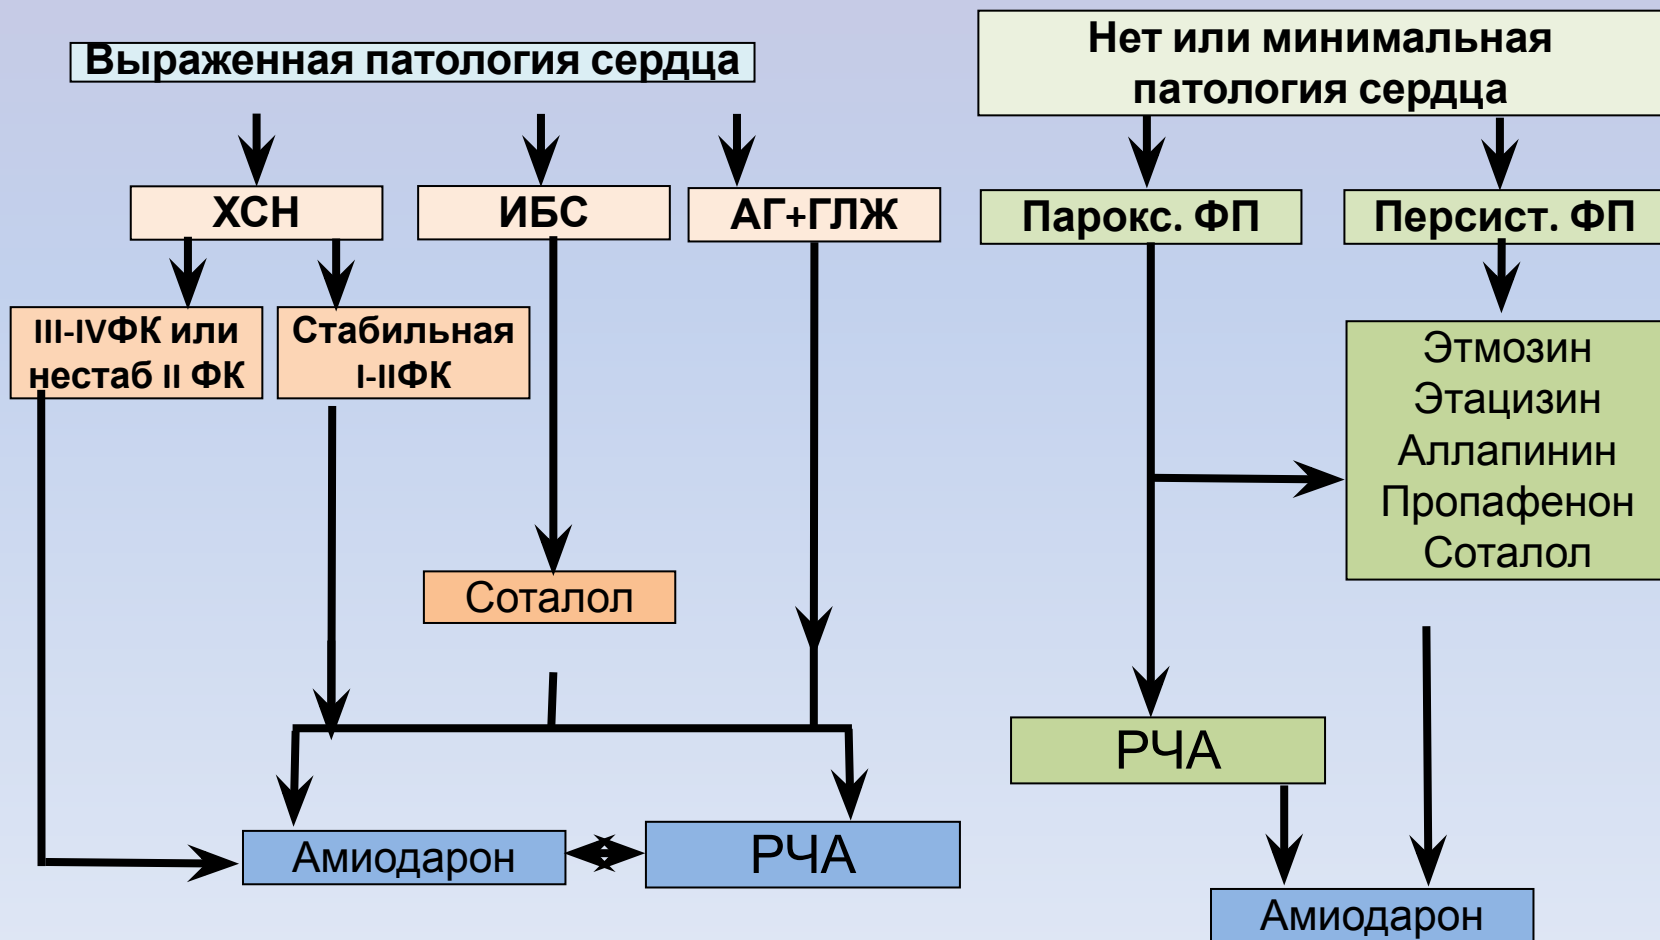 Выраженная патология сердца
Нет или минимальная
патология сердца
ХСН
ИБС
АГ+ГЛЖ
Парокс. ФП
Персист. ФП
III-IVФК или
нестаб II ФК
Стабильная
I-IIФК
Этмозин
Этацизин
Аллапинин
Пропафенон
Соталол
Соталол
РЧА
Амиодарон
РЧА
Амиодарон